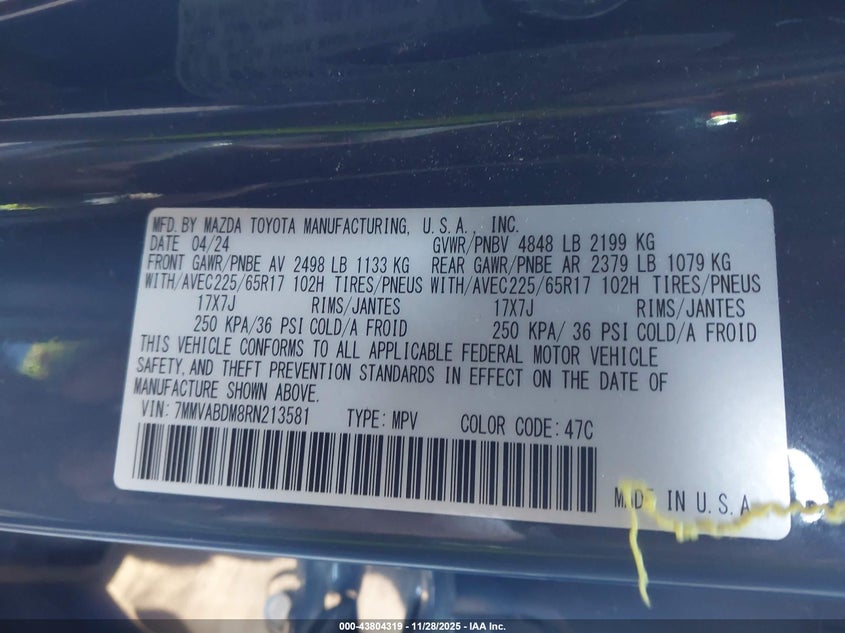 MFD. BY MAZDA TOYOTA MANUFACTURING, U.S.A., INC.
DATE 04/24 GVWR/PNBV 4848 LB 2199 KG
FRONT GAWR/PNBE AV 2498 LB 1133 KG REAR GAWR/PNBE AR 2379 LB 1079 KG
WITH/AVEC225/65R17 102H TIRES/PNEUS WITH/AVEC225/65R17 102H TIRES/PNEUS
17X7J RIMS/JANTES 17X7J RIMS/JANTES
250 KPA/36 PSI COLD/A FROID 250 KPA/ 36 PSI COLD/A FROID
THIS VEHICLE CONFORMS TO ALL APPLICABLE FEDERAL MOTOR VEHICLE
SAFETY, AND THEFT PREVENTION STANDARDS IN EFFECT ON THE DATE OF
MANUFACTURE SHOWN ABOVE.
VIN: 7MMVABDM8RN213581 TYPE: MPV COLOR CODE: 47C
MADE IN U.S.A
000-43804319 - 11/28/2025 - IAA Inc.